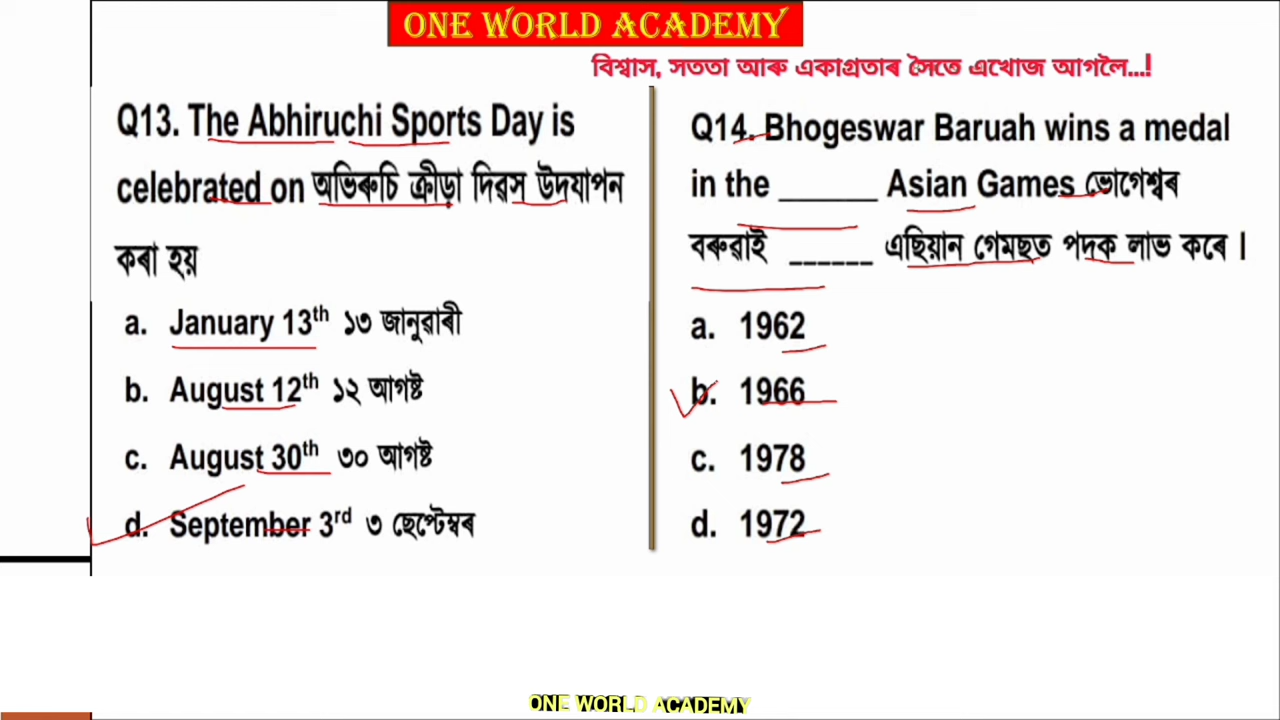 ONE WORLD ACADEMY
বিশ্বাস, সততা আৰু একাগ্ৰতাৰ সৈতে এখোজ আগলৈ...!
Q13. The Abhiruchi Sports Day is
celebrated on অভিৰুচি ক্ৰীড়া দিৱস উদযাপন
কৰা হয়
a. January 13th ১৩ জানুৱাৰী
b. August 12th ১২ আগষ্ট
c. August 30th ৩০ আগষ্ট
d. September 3rd ৩ ছেপ্টেম্বৰ
Q14. Bhogeswar Baruah wins a medal
in the ______ Asian Games ভোগেশ্বৰ
বৰুৱাই ______ এছিয়ান গেমছত পদক লাভ কৰে ।
a. 1962
b. 1966
c. 1978
d. 1972
ONE WORLD ACADEMY